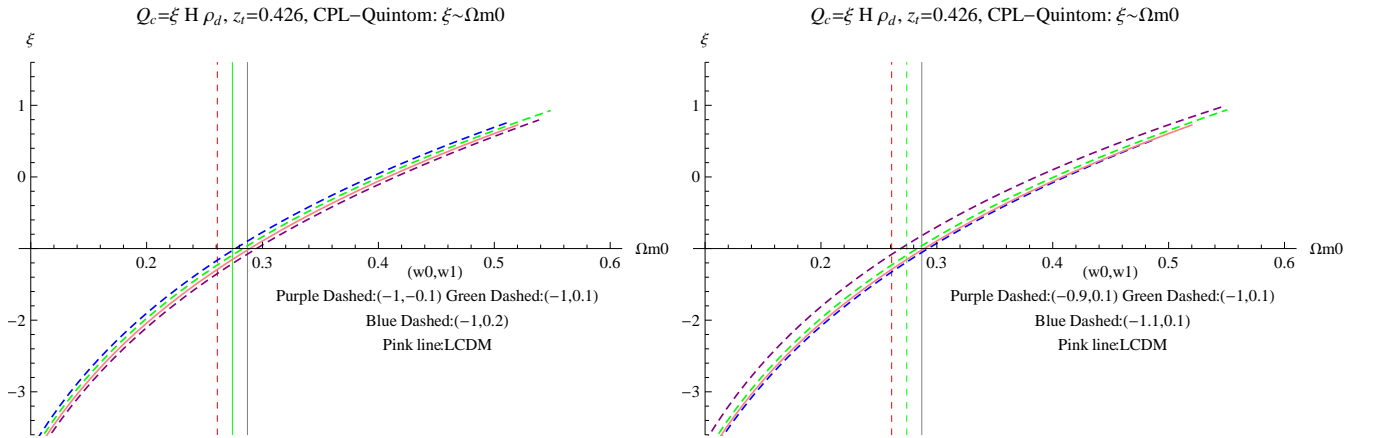 Q_c=ξ H ρ_d, z_t=0.426, CPL−Quintom: ξ~Ωm0
ξ
1
0
−2
−3
0.2
0.3
0.4
0.5
0.6
Ωm0
(w0,w1)
Purple Dashed:(−1,−0.1) Green Dashed:(−1,0.1)
Blue Dashed:(−1,0.2)
Pink line:LCDM
Q_c=ξ H ρ_d, z_t=0.426, CPL−Quintom: ξ~Ωm0
ξ
1
0
−2
−3
0.2
0.3
0.4
0.5
0.6
Ωm0
(w0,w1)
Purple Dashed:(−0.9,0.1) Green Dashed:(−1,0.1)
Blue Dashed:(−1.1,0.1)
Pink line:LCDM